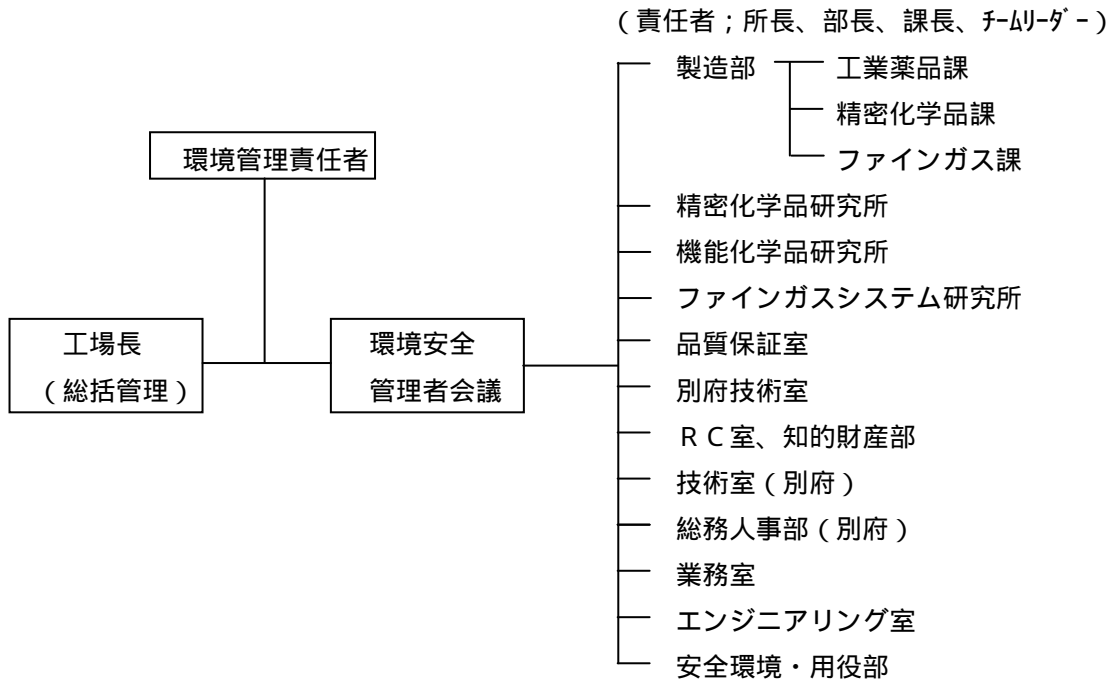 （責任者；所長、部長、課長、ﾁｰﾑﾘｰﾀﾞｰ）
製造部
工業薬品課
精密化学品課
ファインガス課
環境管理責任者
精密化学品研究所
機能化学品研究所
ファインガスシステム研究所
工場長
（総括管理）
環境安全
管理者会議
品質保証室
別府技術室
ＲＣ室、知的財産部
技術室（別府）
総務人事部（別府）
業務室
エンジニアリング室
安全環境・用役部